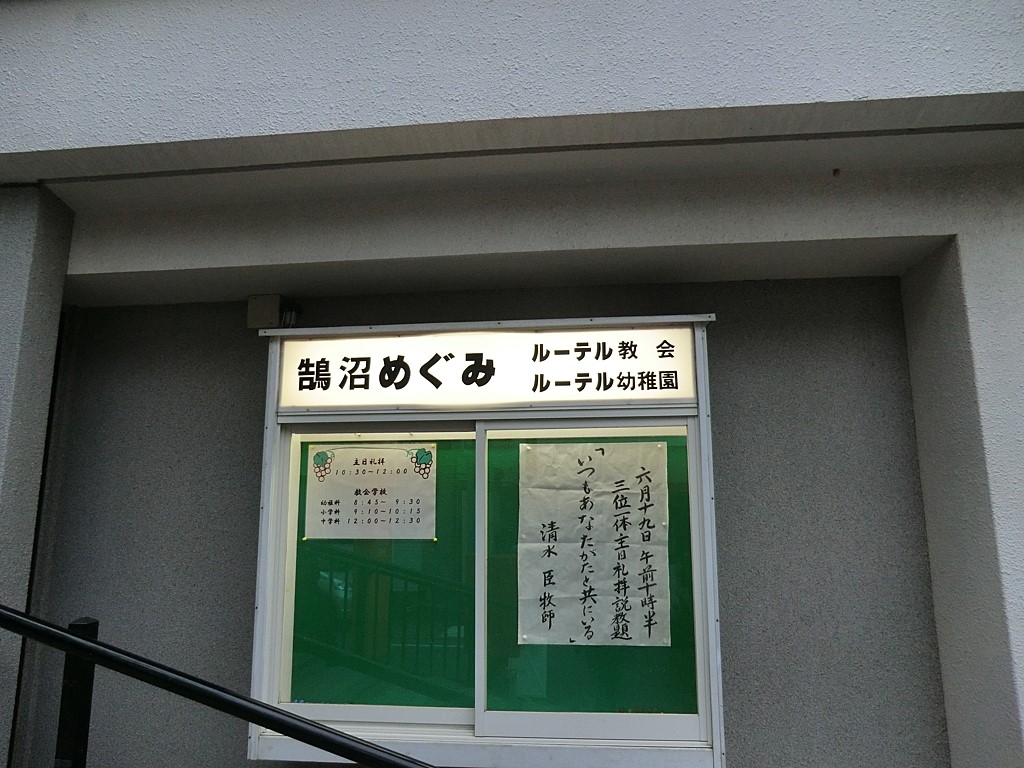 鵠沼めぐみ
ルーテル教会
ルーテル幼稚園
主日礼拝
10:30～12:00
教会学校
幼稚科 8:45～ 9:30
小学科 9:10～10:15
中学科 12:00～12:30
六月十九日 午前十時半
三位一体主日礼拝説教題
「いつもあなたがたと共にいる」
清水 臣 牧師